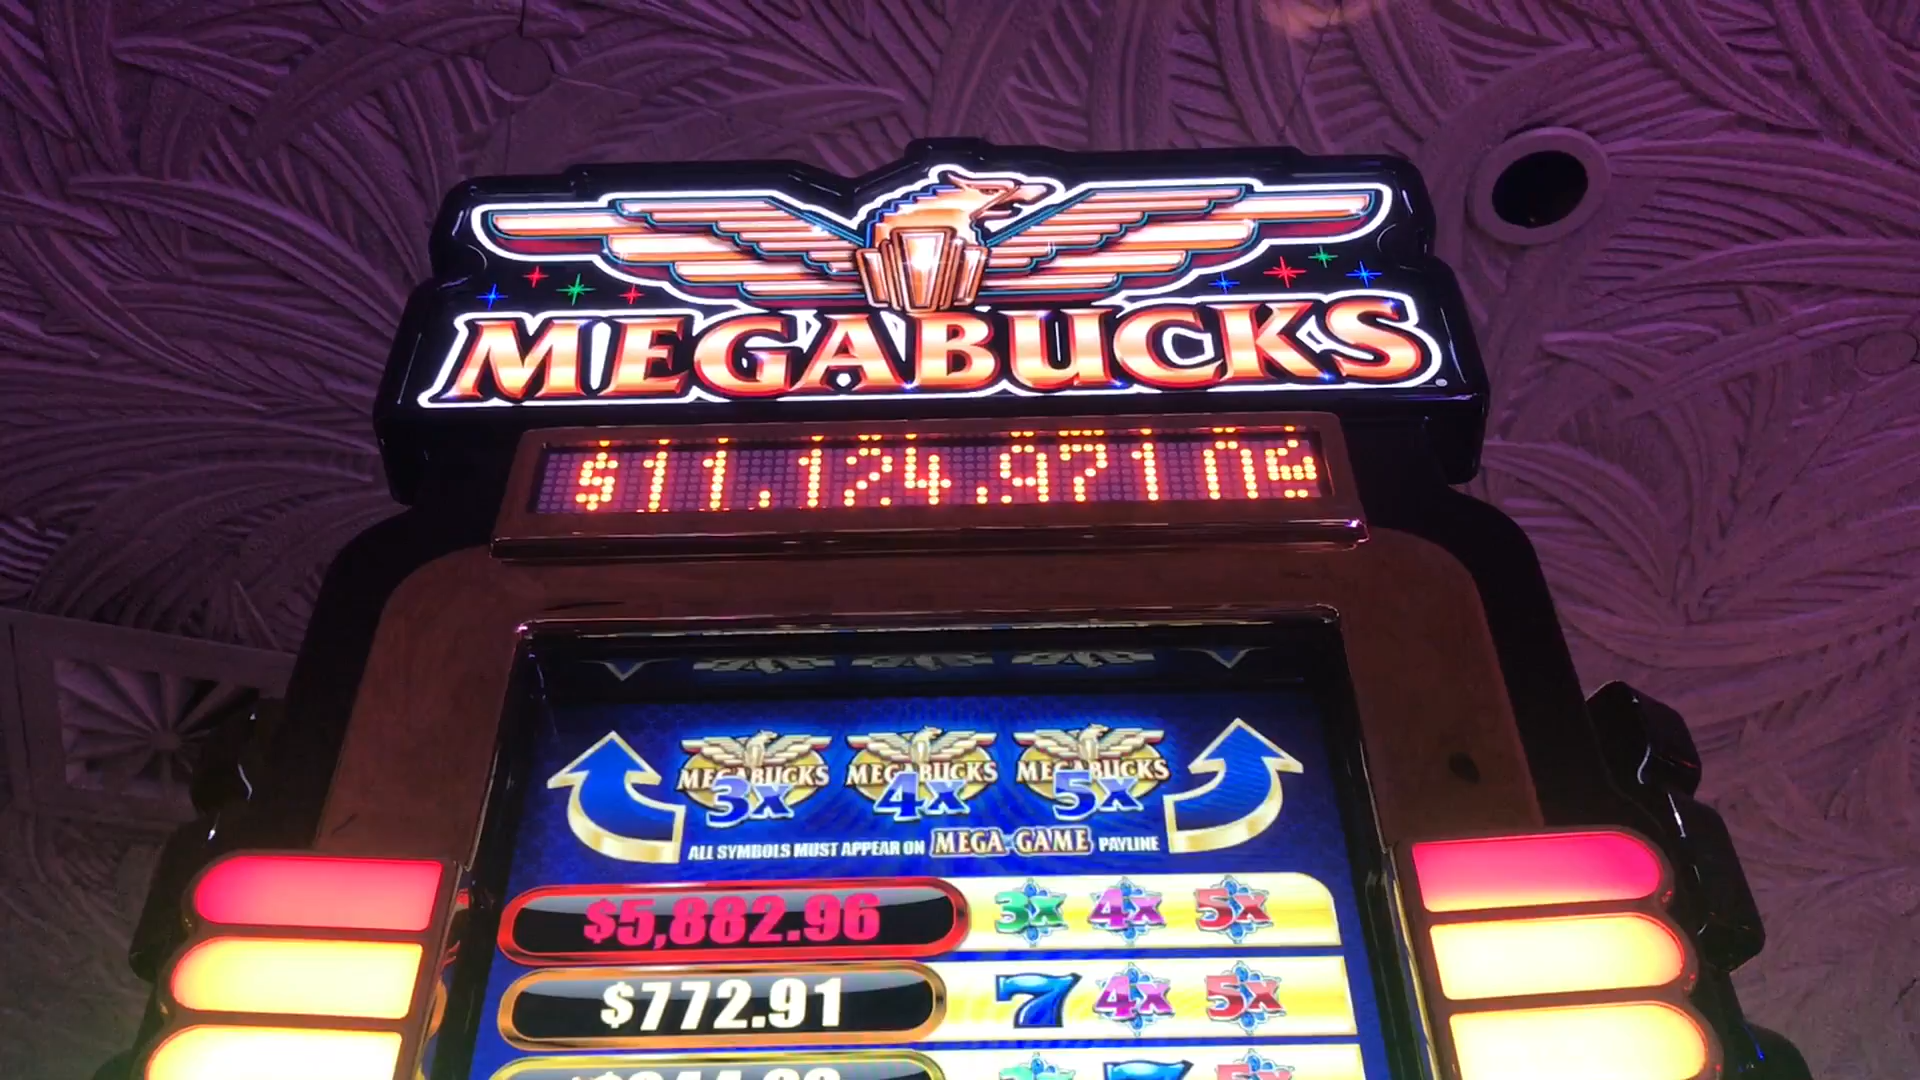 MEGABUCKS
$11,124,971
MEGABUCKS MEGABUCKS MEGABUCKS
3x 4x 5x
ALL SYMBOLS MUST APPEAR ON MEGA-GAME PAYLINE
$5,882.96 3x 4x 5x
$772.91 7 4x 5x